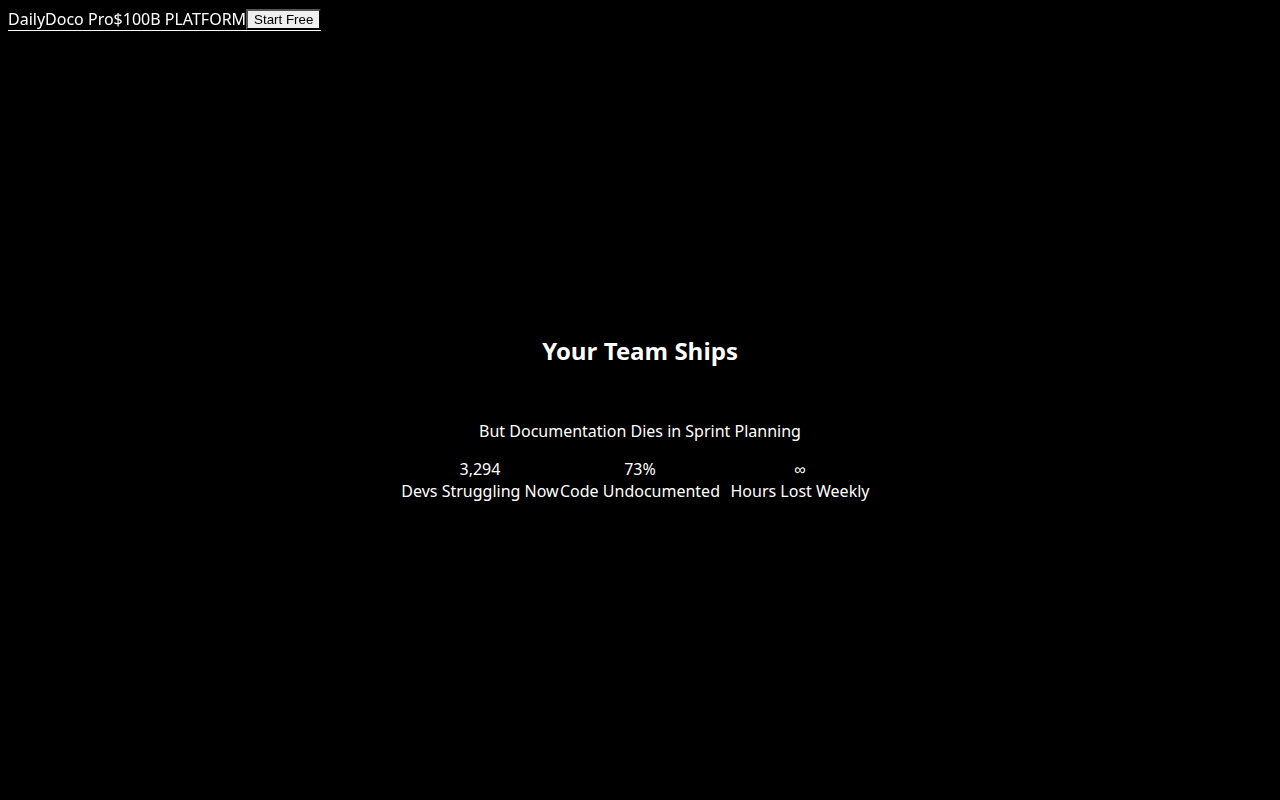 DailyDoco Pro$100B PLATFORM Start Free
Your Team Ships
But Documentation Dies in Sprint Planning
3,294 73% ∞
Devs Struggling Now Code Undocumented Hours Lost Weekly